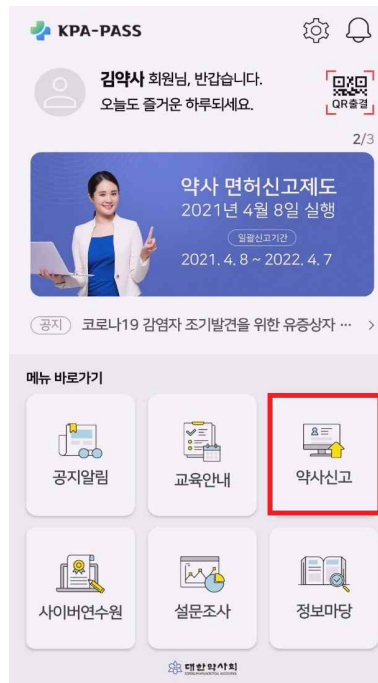 KPA-PASS
김약사 회원님, 반갑습니다.
오늘도 즐거운 하루되세요.
QR출결
2/3
약사 면허신고제도
2021년 4월 8일 실행
일괄신고기간
2021. 4. 8 ~ 2022. 4. 7
공지 코로나19 감염자 조기발견을 위한 유증상자 ⋯ >
메뉴 바로가기
공지알림 교육안내 약사신고
사이버연수원 설문조사 정보마당
대한약사회